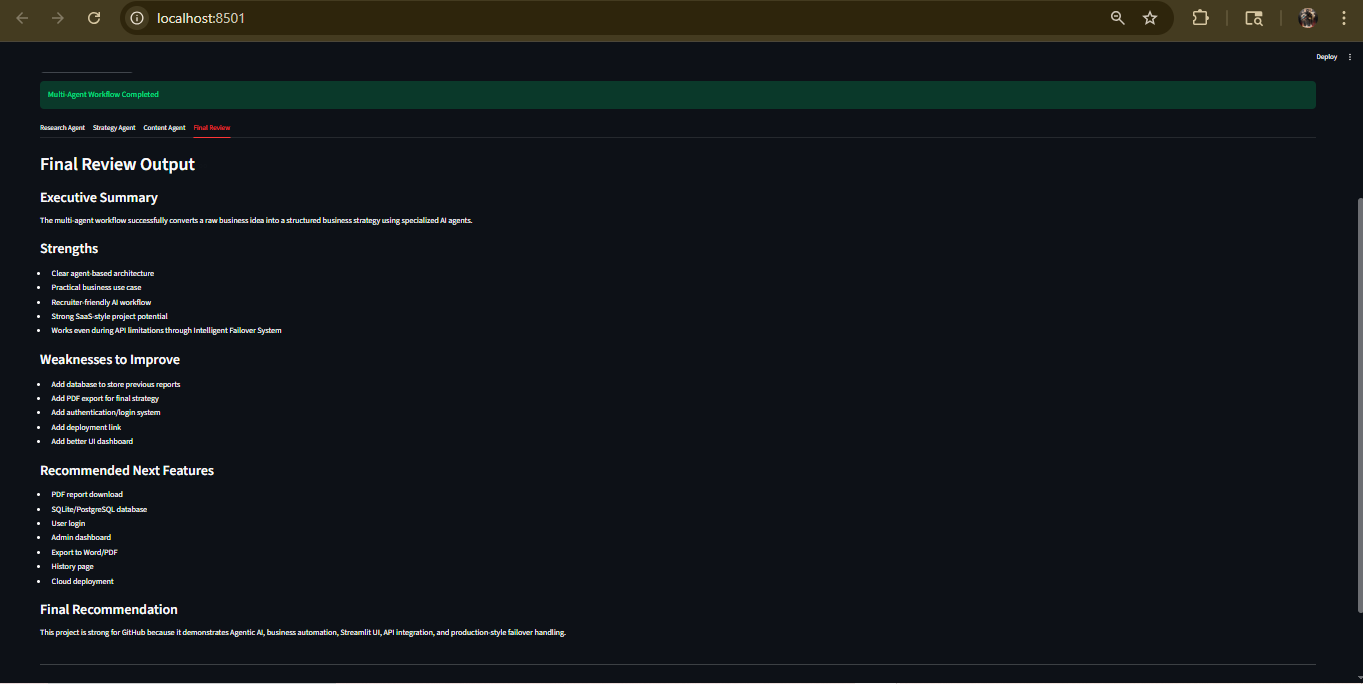 localhost:8501
Deploy
Multi-Agent Workflow Completed
Research Agent Strategy Agent Content Agent Final Review
Final Review Output
Executive Summary
The multi-agent workflow successfully converts a raw business idea into a structured business strategy using specialized AI agents.
Strengths
Clear agent-based architecture
Practical business use case
Recruiter-friendly AI workflow
Strong SaaS-style project potential
Works even during API limitations through Intelligent Failover System
Weaknesses to Improve
Add database to store previous reports
Add PDF export for final strategy
Add authentication/login system
Add deployment link
Add better UI dashboard
Recommended Next Features
PDF report download
SQLite/PostgreSQL database
User login
Admin dashboard
Export to Word/PDF
History page
Cloud deployment
Final Recommendation
This project is strong for GitHub because it demonstrates Agentic AI, business automation, Streamlit UI, API integration, and production-style failover handling.